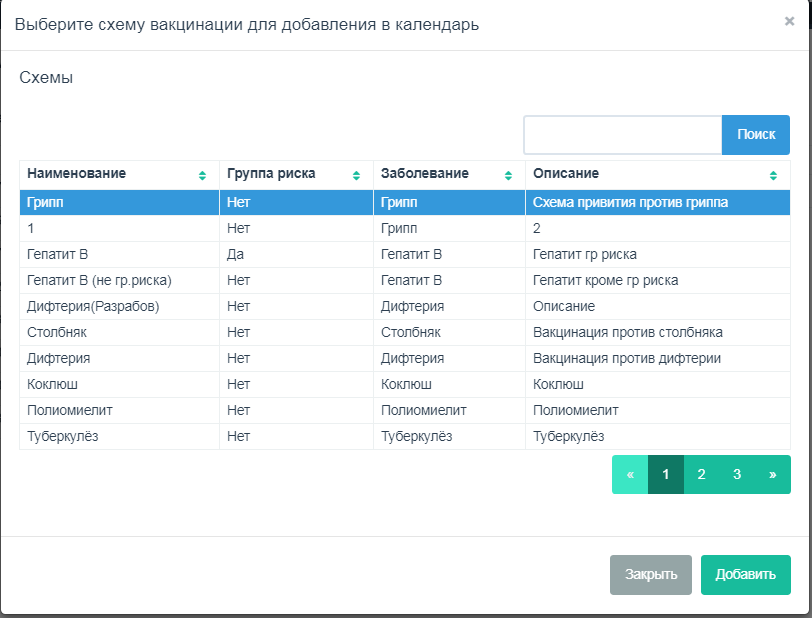 Выберите схему вакцинации для добавления в календарь ×
Схемы
Поиск
Наименование Группа риска Заболевание Описание
Грипп Нет Грипп Схема привития против гриппа
1 Нет Грипп 2
Гепатит В Да Гепатит В Гепатит гр риска
Гепатит В (не гр.риска) Нет Гепатит В Гепатит кроме гр риска
Дифтерия(Разрабов) Нет Дифтерия Описание
Столбняк Нет Столбняк Вакцинация против столбняка
Дифтерия Нет Дифтерия Вакцинация против дифтерии
Коклюш Нет Коклюш Коклюш
Полиомиелит Нет Полиомиелит Полиомиелит
Туберкулёз Нет Туберкулёз Туберкулёз
« 1 2 3 »
Закрыть Добавить